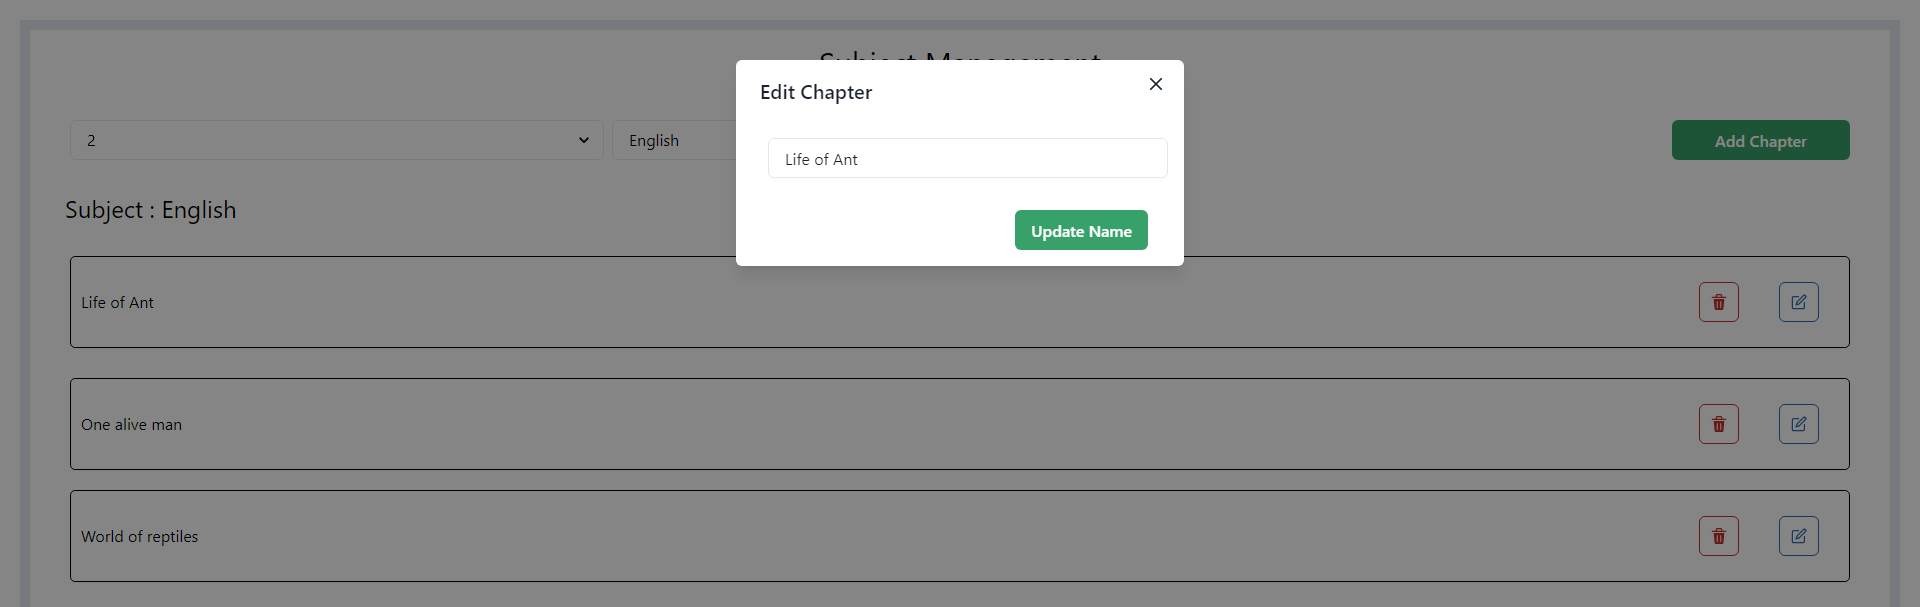 Subject Management
Edit Chapter
2
English
Add Chapter
Life of Ant
Subject : English
Update Name
Life of Ant
One alive man
World of reptiles